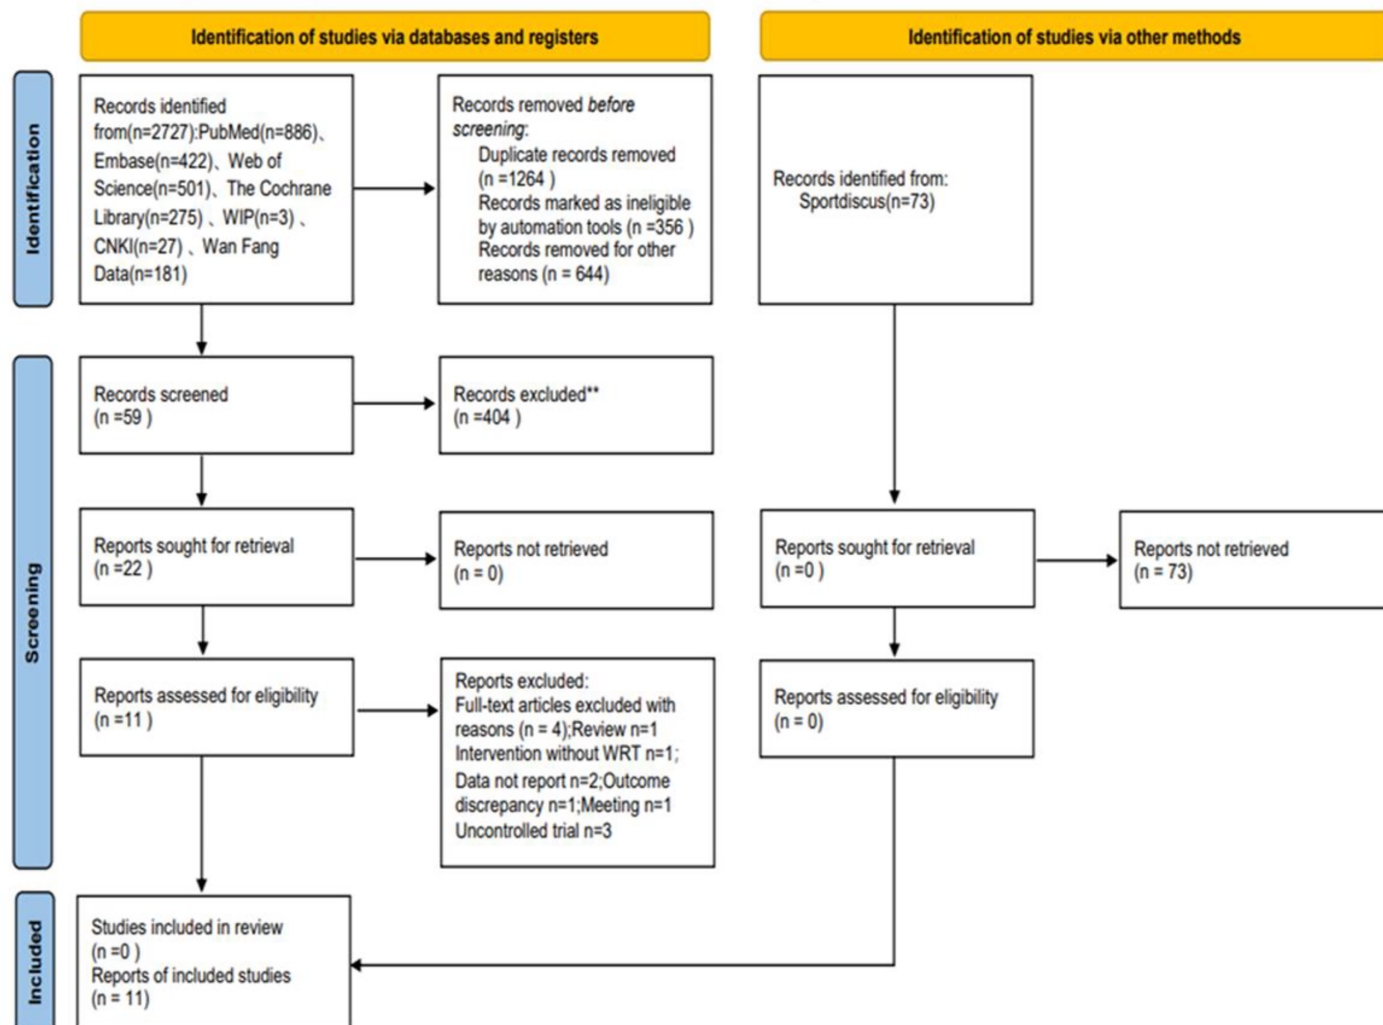 Identification of studies via databases and registers
Identification of studies via other methods
Identification
Records identified
from(n=2727):PubMed(n=886)、
Embase(n=422)、Web of
Science(n=501)、The Cochrane
Library(n=275) 、WIP(n=3) 、
CNKI(n=27) 、Wan Fang
Data(n=181)
Records removed before
screening:
Duplicate records removed
(n =1264 )
Records marked as ineligible
by automation tools (n =356 )
Records removed for other
reasons (n = 644)
Records identified from:
Sportdiscus(n=73)
Screening
Records screened
(n =59 )
Records excluded**
(n =404 )
Reports sought for retrieval
(n =22 )
Reports not retrieved
(n = 0)
Reports sought for retrieval
(n =0 )
Reports not retrieved
(n = 73)
Reports assessed for eligibility
(n =11 )
Reports excluded:
Full-text articles excluded with
reasons (n = 4);Review n=1
Intervention without WRT n=1;
Data not report n=2;Outcome
discrepancy n=1;Meeting n=1
Uncontrolled trial n=3
Reports assessed for eligibility
(n = 0)
Included
Studies included in review
(n =0 )
Reports of included studies
(n = 11)